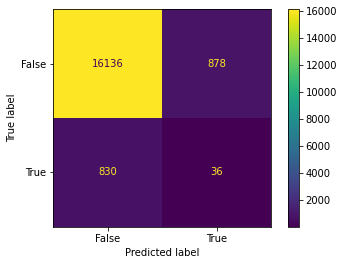 16000
14000
False 16136 878
12000
10000
True label
8000
6000
True 830 36
4000
2000
False True
Predicted label